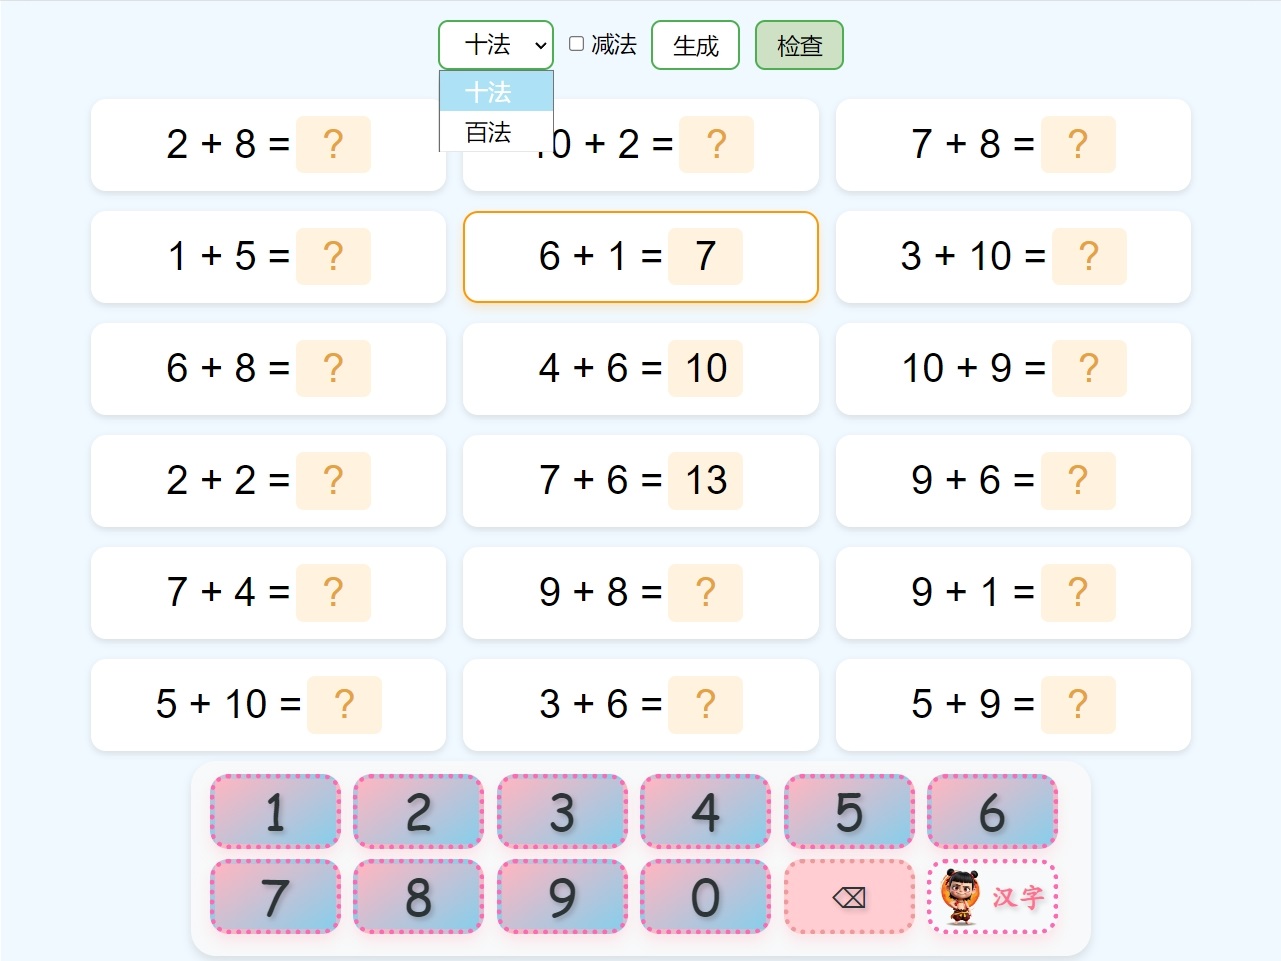 十法 减法 生成 检查
十法
百法
2 + 8 = ? 0 + 2 = ? 7 + 8 = ?
1 + 5 = ? 6 + 1 = 7 3 + 10 = ?
6 + 8 = ? 4 + 6 = 10 10 + 9 = ?
2 + 2 = ? 7 + 6 = 13 9 + 6 = ?
7 + 4 = ? 9 + 8 = ? 9 + 1 = ?
5 + 10 = ? 3 + 6 = ? 5 + 9 = ?
1 2 3 4 5 6
7 8 9 0 ⌫ 汉字